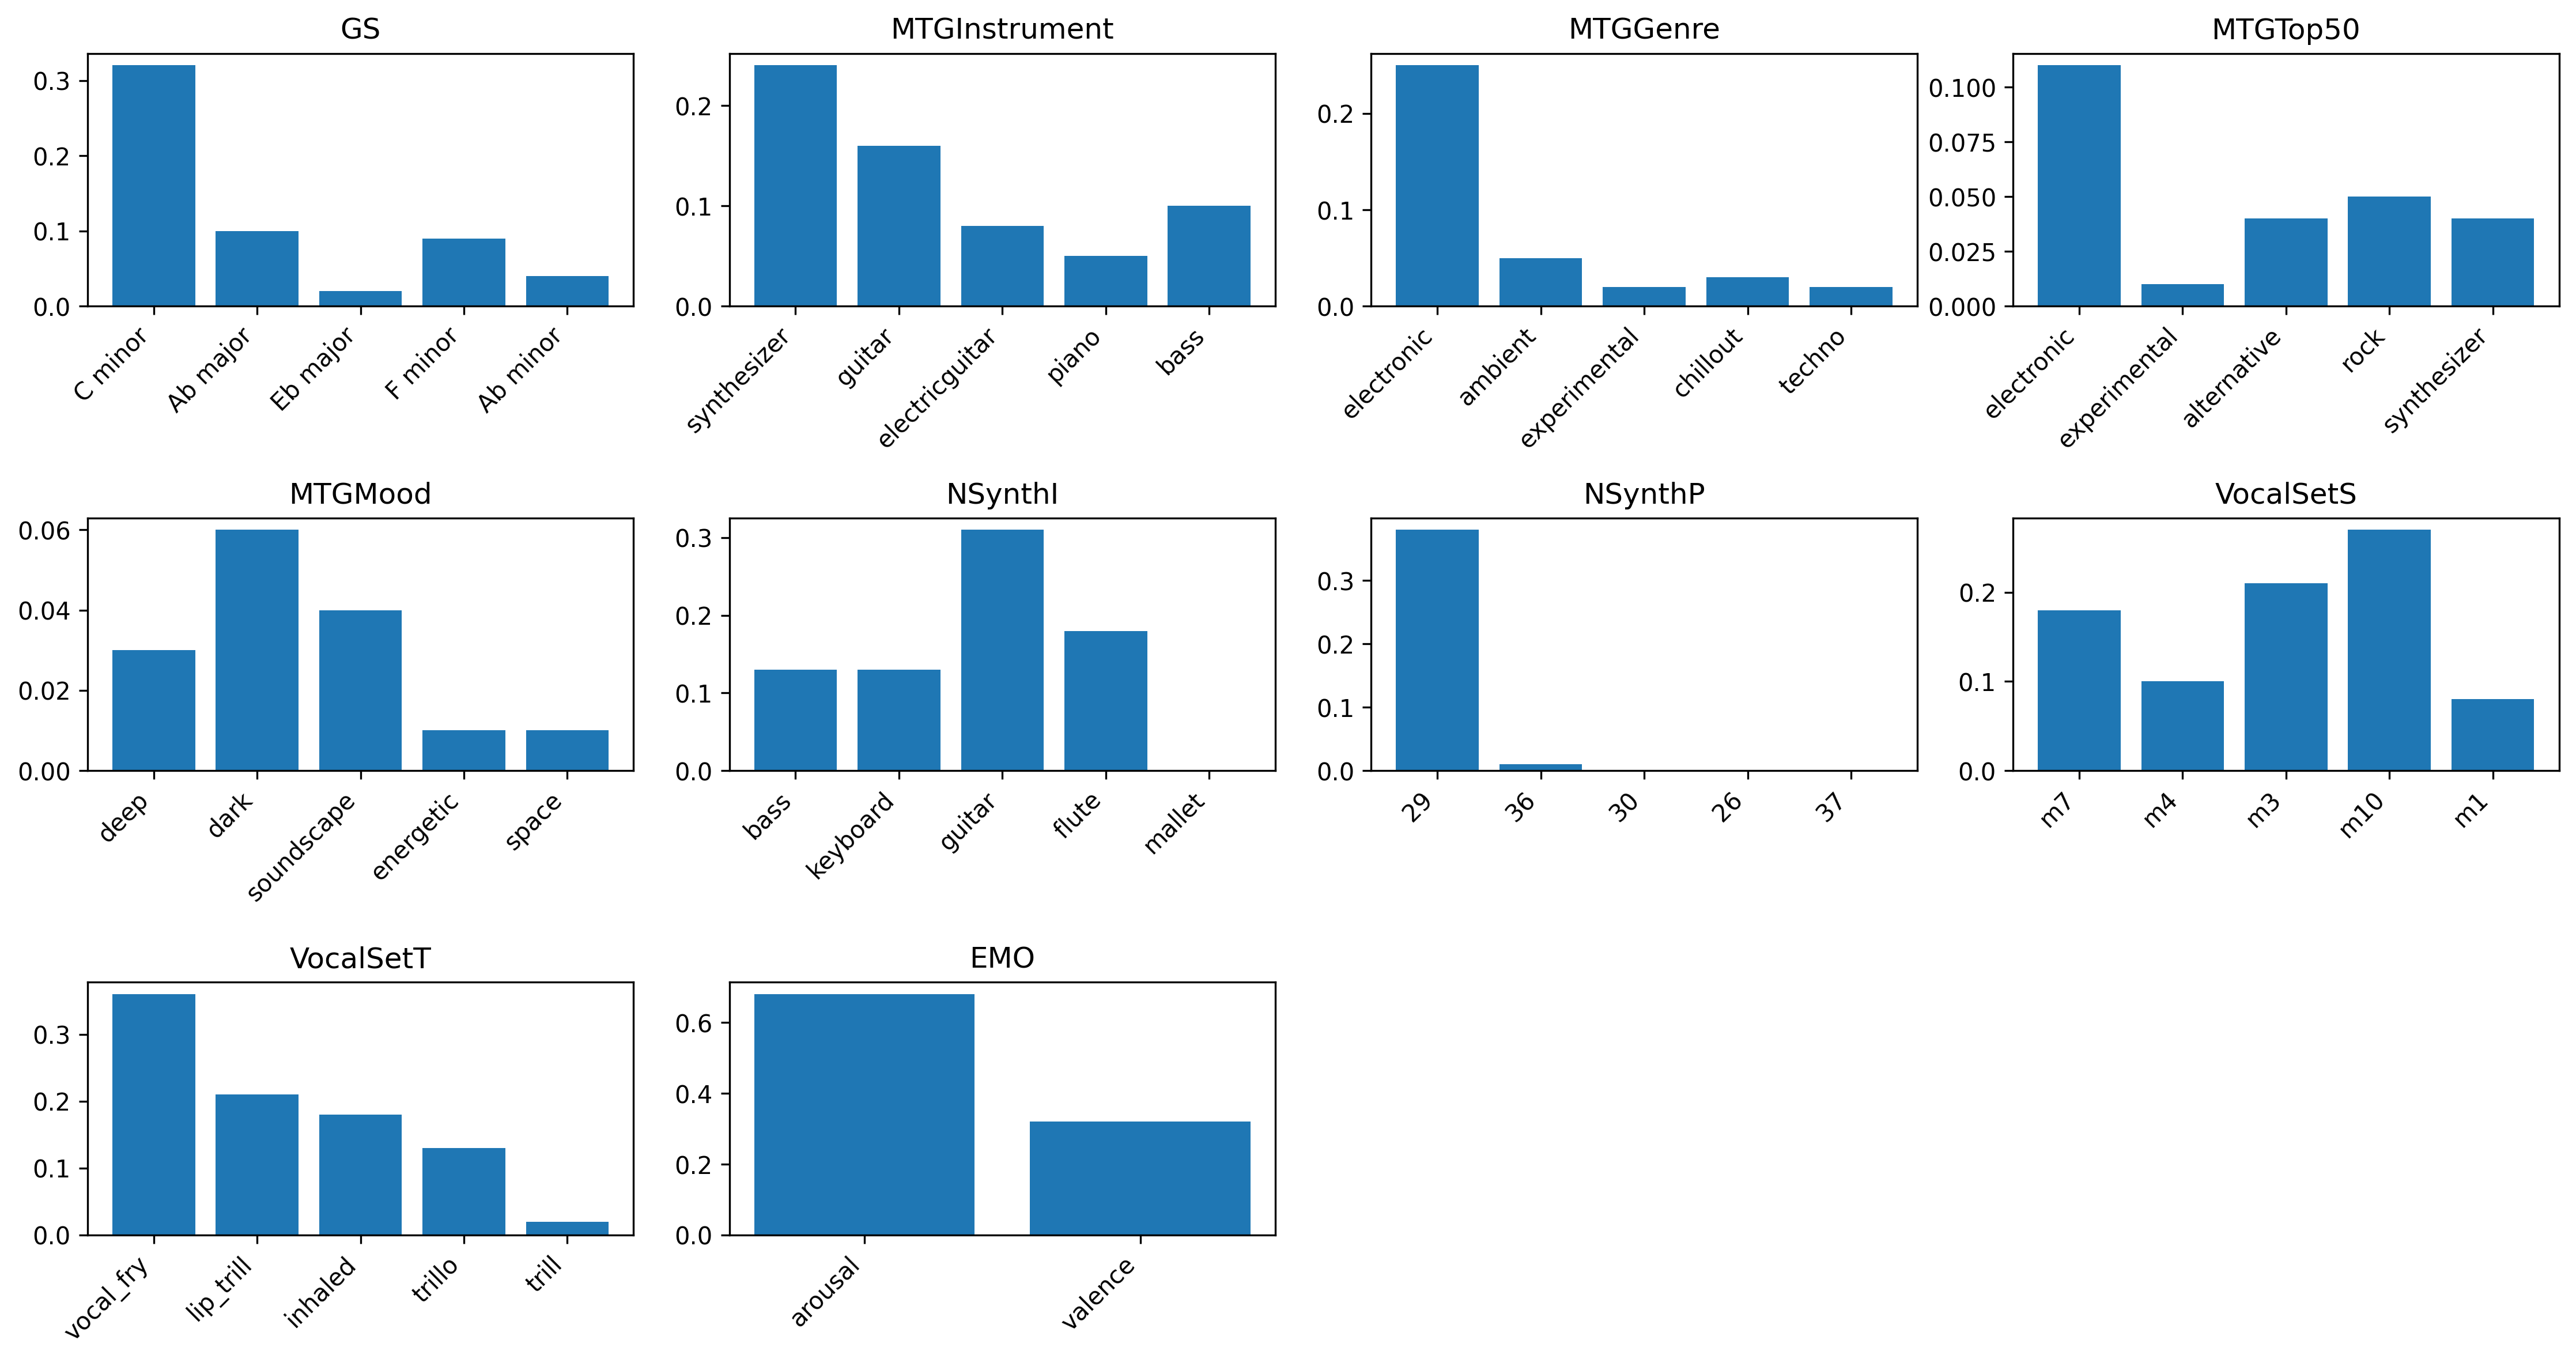 GS
0.3
0.2
0.1
0.0
C minor
Ab major
Eb major
F minor
Ab minor
MTGInstrument
0.2
0.1
0.0
synthesizer
guitar
electricguitar
piano
bass
MTGGenre
0.2
0.1
0.0
electronic
ambient
experimental
chillout
techno
MTGTop50
0.100
0.075
0.050
0.025
0.000
electronic
experimental
alternative
rock
synthesizer
MTGMood
0.06
0.04
0.02
0.00
deep
dark
soundscape
energetic
space
NSynthI
0.3
0.2
0.1
0.0
bass
keyboard
guitar
flute
mallet
NSynthP
0.3
0.2
0.1
0.0
29
36
30
26
37
VocalSetS
0.2
0.1
0.0
m7
m4
m3
m10
m1
VocalSetT
0.3
0.2
0.1
0.0
vocal_fry
lip_trill
inhaled
trillo
trill
EMO
0.6
0.4
0.2
0.0
arousal
valence